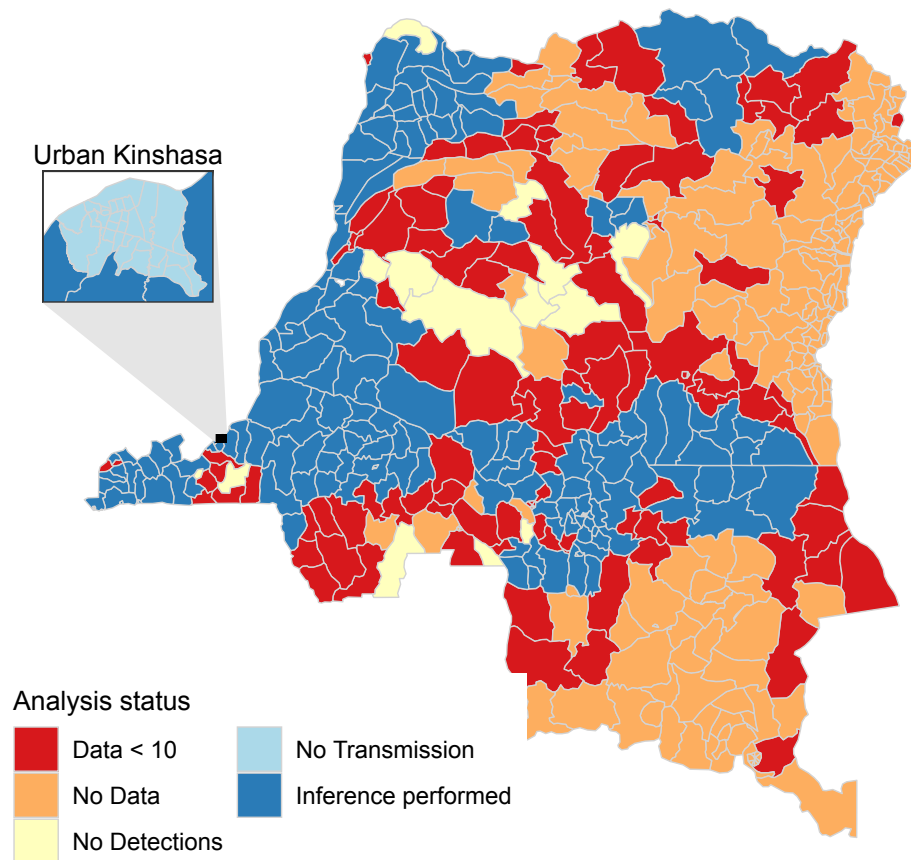 Urban Kinshasa
Analysis status
Data < 10
No Data
No Detections
No Transmission
Inference performed